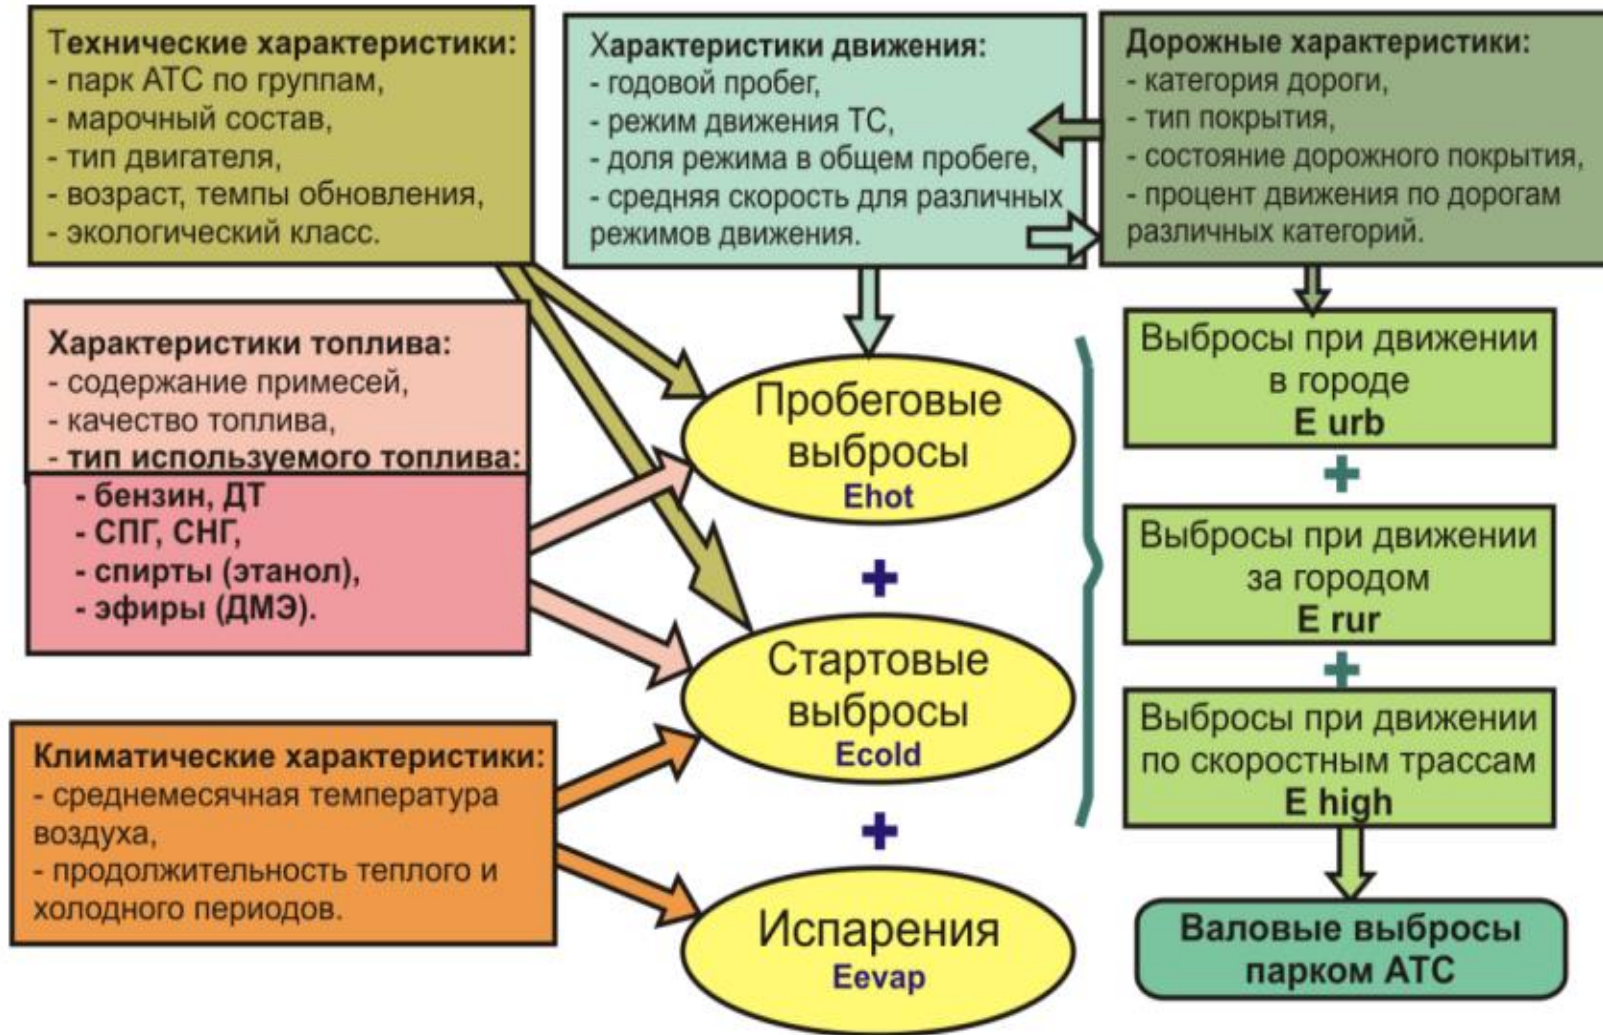 Технические характеристики:
- парк АТС по группам,
- марочный состав,
- тип двигателя,
- возраст, темпы обновления,
- экологический класс.
Характеристики движения:
- годовой пробег,
- режим движения ТС,
- доля режима в общем пробеге,
- средняя скорость для различных
режимов движения.
Дорожные характеристики:
- категория дороги,
- тип покрытия,
- состояние дорожного покрытия,
- процент движения по дорогам
различных категорий.
Характеристики топлива:
- содержание примесей,
- качество топлива,
- тип используемого топлива:
- бензин, ДТ
- СПГ, СНГ,
- спирты (этанол),
- эфиры (ДМЭ).
Климатические характеристики:
- среднемесячная температура
воздуха,
- продолжительность теплого и
холодного периодов.
Пробеговые
выбросы
Ehot
+
Стартовые
выбросы
Ecold
+
Испарения
Eevap
Выбросы при движении
в городе
E urb
+
Выбросы при движении
за городом
E rur
+
Выбросы при движении
по скоростным трассам
E high
Валовые выбросы
парком АТС